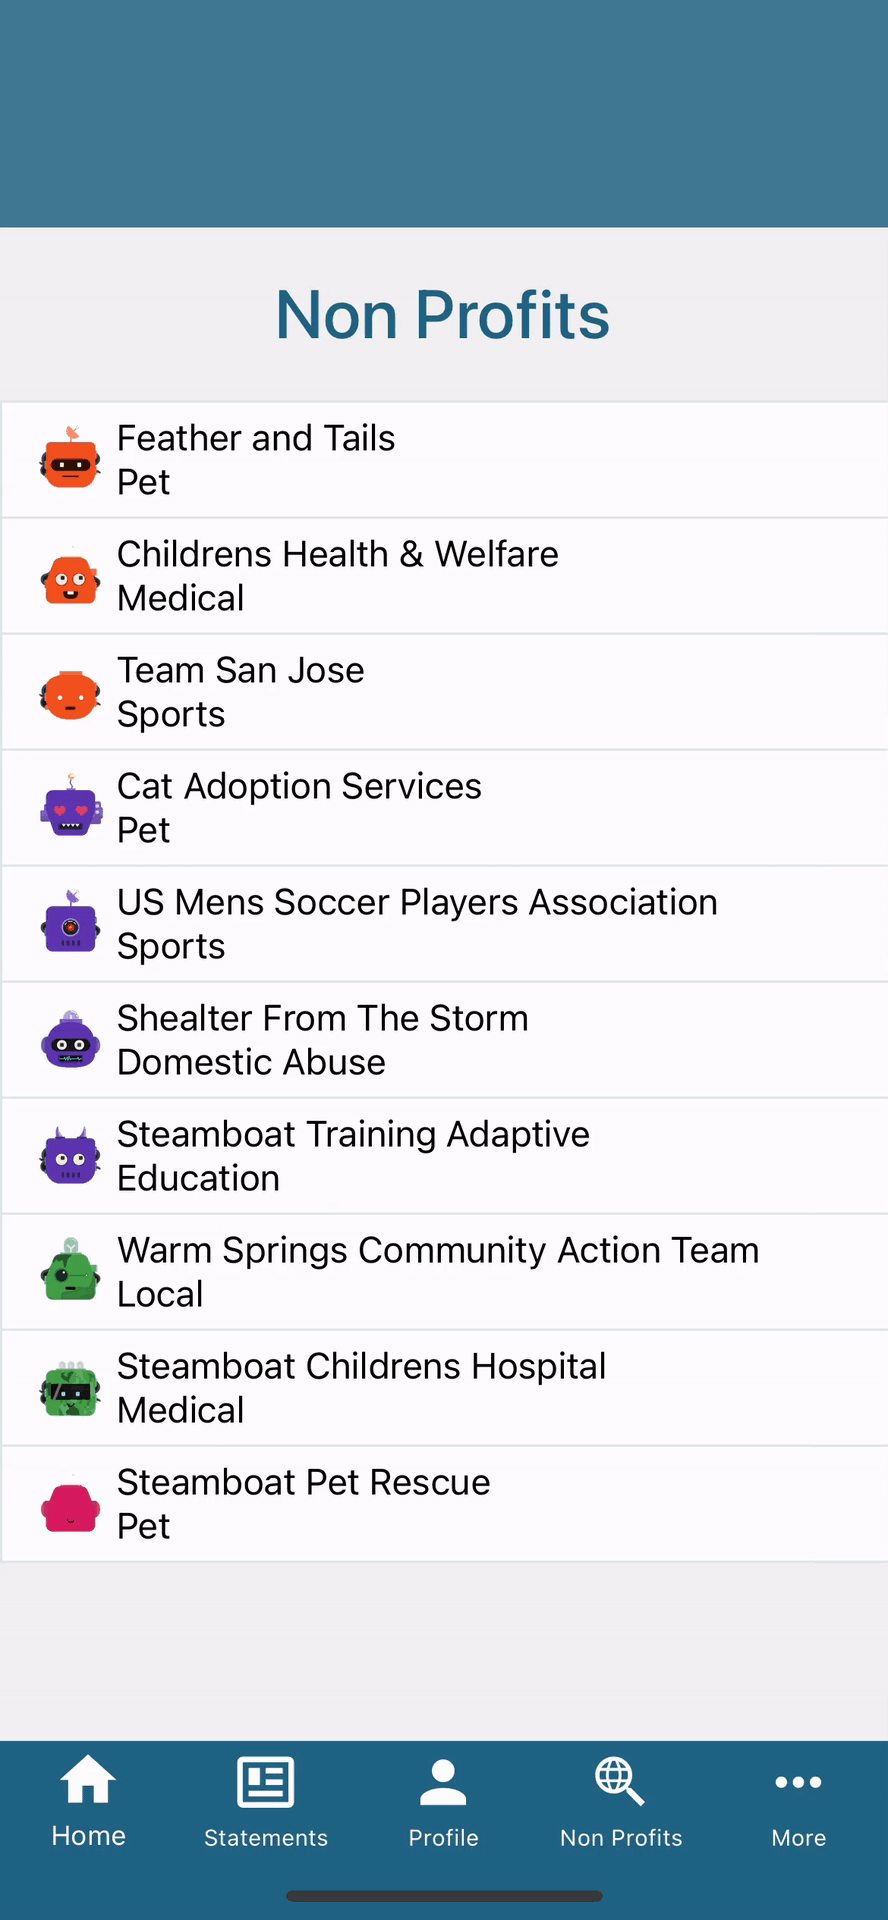 Non Profits
Feather and Tails
Pet
Childrens Health & Welfare
Medical
Team San Jose
Sports
Cat Adoption Services
Pet
US Mens Soccer Players Association
Sports
Shealter From The Storm
Domestic Abuse
Steamboat Training Adaptive
Education
Warm Springs Community Action Team
Local
Steamboat Childrens Hospital
Medical
Steamboat Pet Rescue
Pet
Home Statements Profile Non Profits More